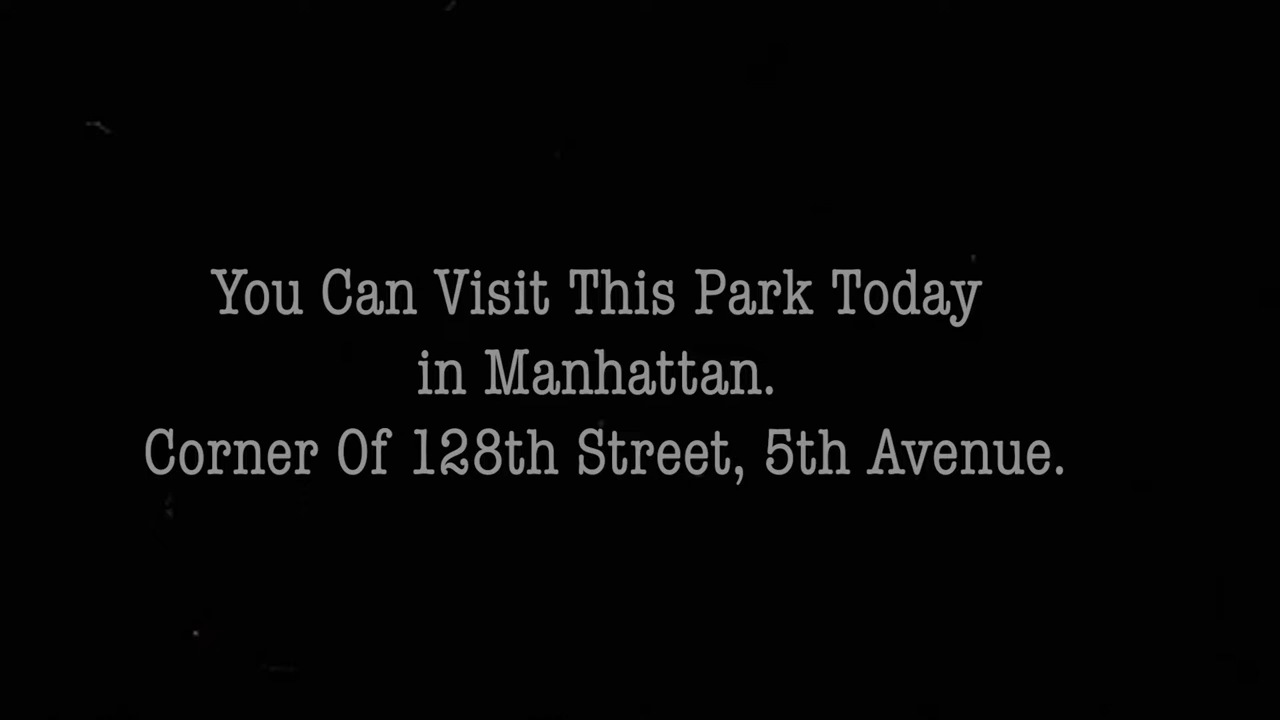 You Can Visit This Park Today
in Manhattan.
Corner Of 128th Street, 5th Avenue.